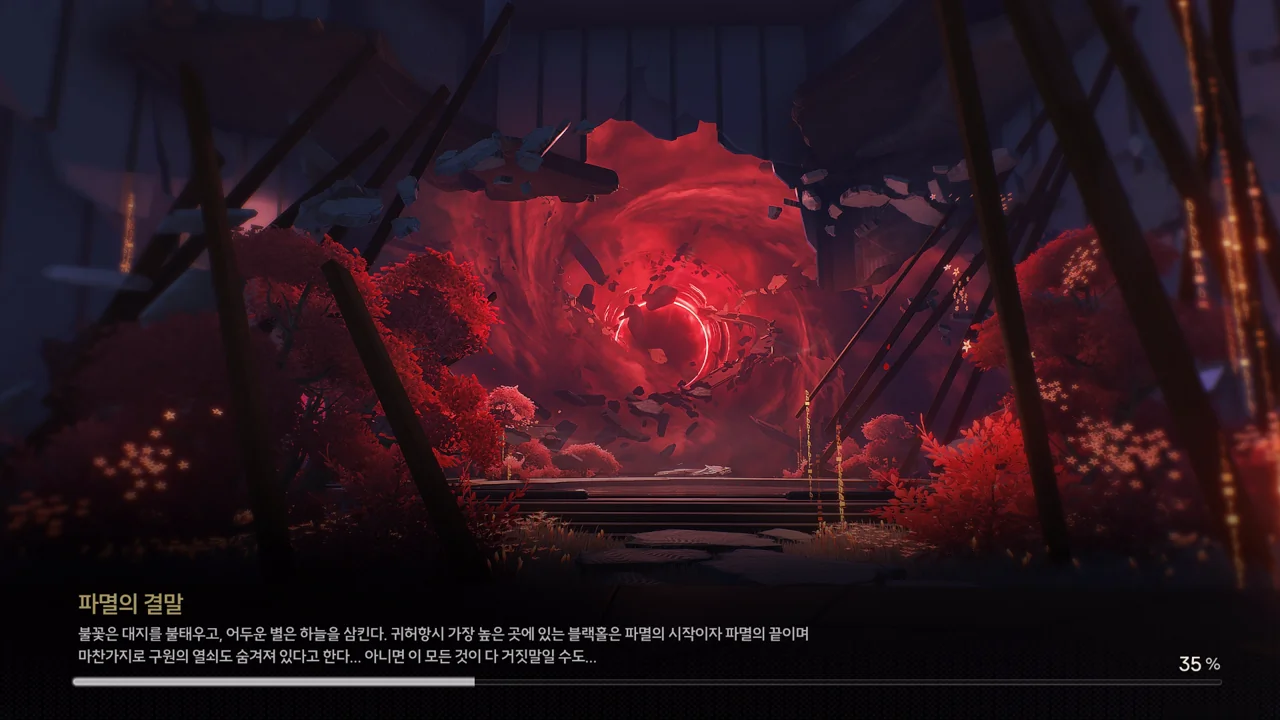 파멸의 결말
불꽃은 대지를 불태우고, 어두운 별은 하늘을 삼킨다. 귀허항시 가장 높은 곳에 있는 블랙홀은 파멸의 시작이자 파멸의 끝이며
마찬가지로 구원의 열쇠도 숨겨져 있다고 한다... 아니면 이 모든 것이 다 거짓말일 수도...
35 %